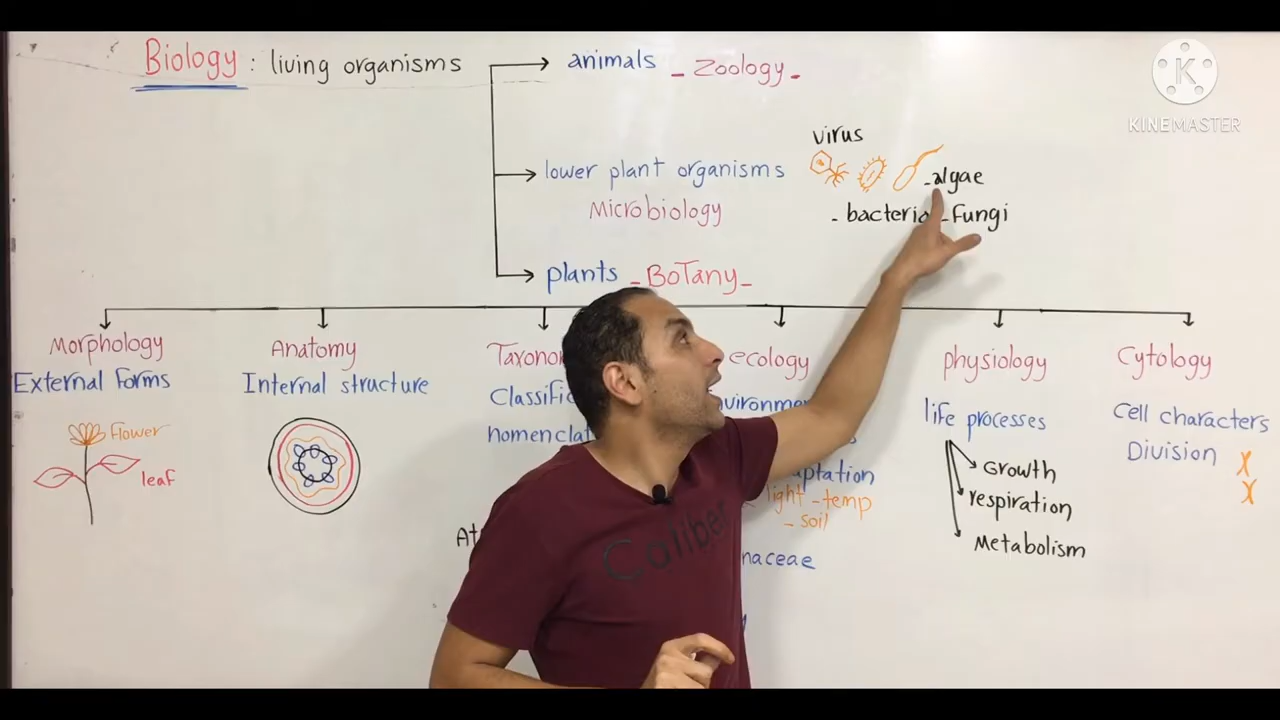 Biology : living organisms
animals - Zoology -
KINEMASTER
virus
lower plant organisms
- algae
Microbiology
- bacteria - Fungi
plants - BoTany -
Morphology
External Forms
flower
leaf
Anatomy
Internal structure
ecology
adaptation
light - temp
- soil
physiology
life processes
Growth
respiration
Metabolism
Cytology
Cell characters
Division
Caliber